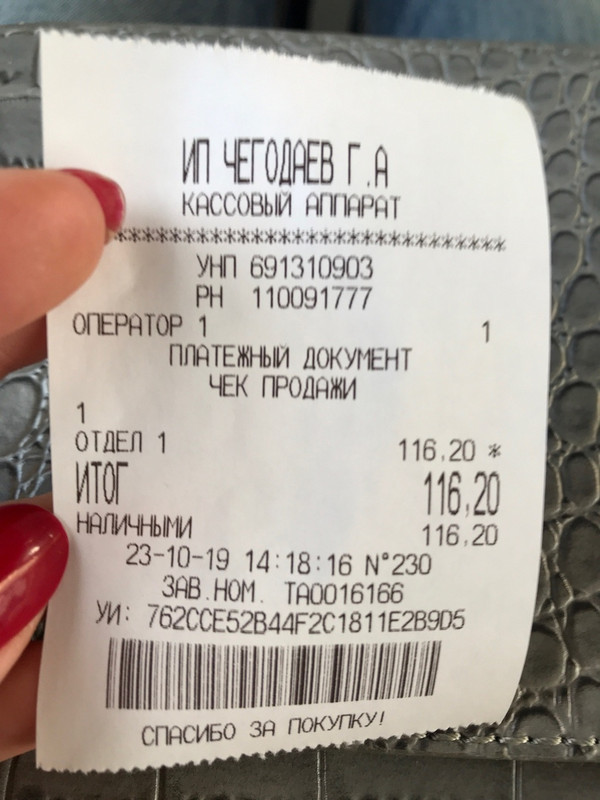 ИП ЧЕГОДАЕВ Г.А
КАССОВЫЙ АППАРАТ
********************************
УНП 691310903
РН 110091777
ОПЕРАТОР 1 1
ПЛАТЕЖНЫЙ ДОКУМЕНТ
ЧЕК ПРОДАЖИ
1
ОТДЕЛ 1 116,20 *
ИТОГ 116,20
НАЛИЧНЫМИ 116,20
23-10-19 14:18:16 N°230
ЗАВ.НОМ. ТА0016166
УИ: 762CCE52B44F2C1811E2B9D5
СПАСИБО ЗА ПОКУПКУ!